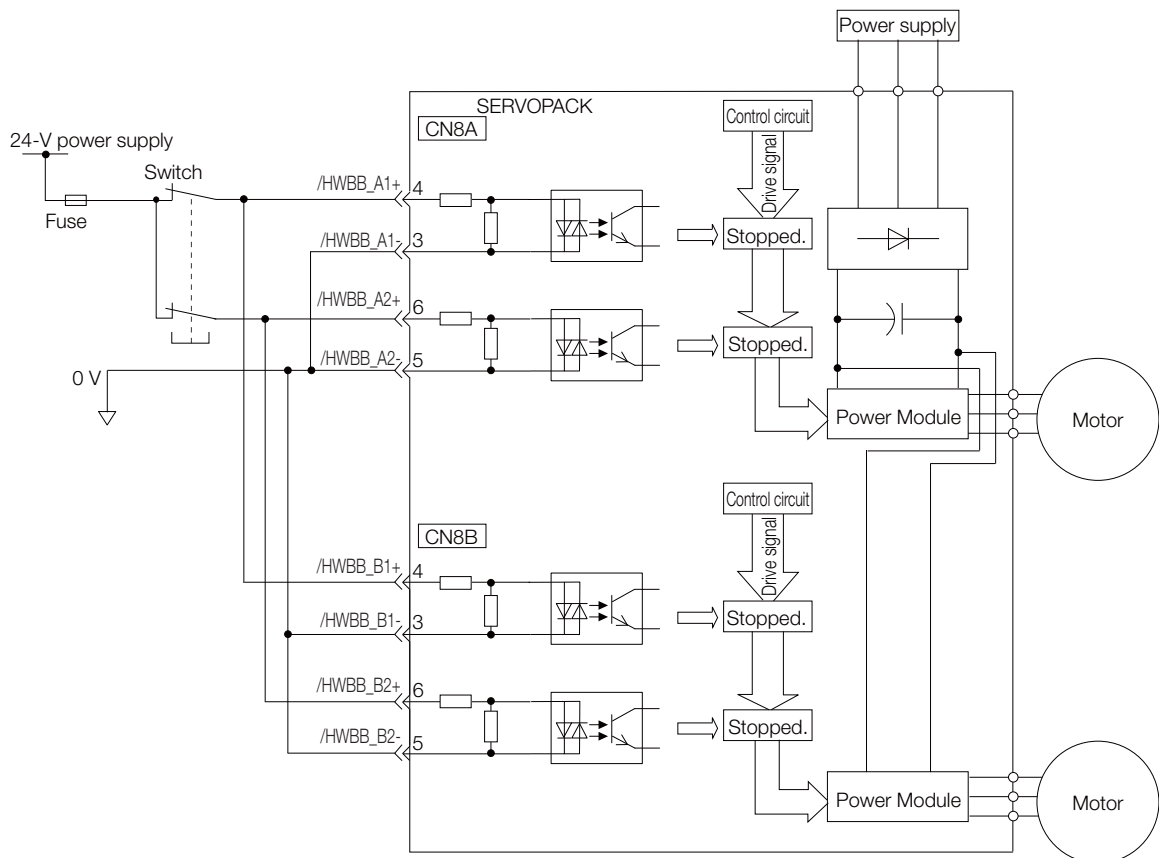 Power supply
SERVOPACK
CN8A
Control circuit
24-V power supply
Switch
Fuse
/HWBB_A1+
4
Drive signal
/HWBB_A1-
3
Stopped.
/HWBB_A2+
6
/HWBB_A2-
5
Stopped.
0 V
Power Module
Motor
Control circuit
CN8B
Drive signal
/HWBB_B1+
4
/HWBB_B1-
3
Stopped.
/HWBB_B2+
6
/HWBB_B2-
5
Stopped.
Power Module
Motor